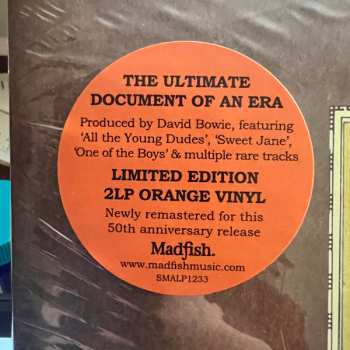 THE ULTIMATE
DOCUMENT OF AN ERA
Produced by David Bowie, featuring
‘All the Young Dudes’, ‘Sweet Jane’,
‘One of the Boys’ & multiple rare tracks
LIMITED EDITION
2LP ORANGE VINYL
Newly remastered for this
50th anniversary release
Madfish.
www.madfishmusic.com
SMALP1233